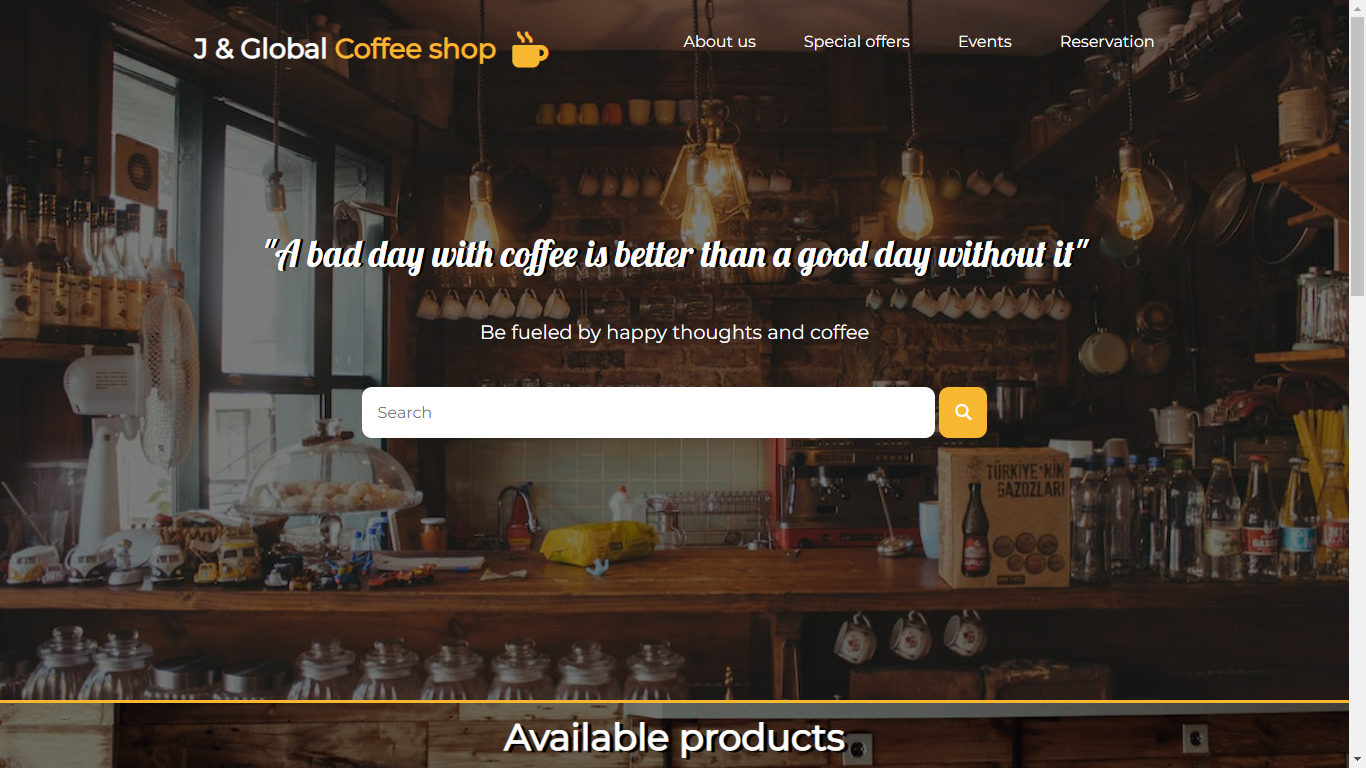 J & Global Coffee shop
About us
Special offers
Events
Reservation
"A bad day with coffee is better than a good day without it"
Be fueled by happy thoughts and coffee
Search
TÜRKİYE'NİN
GAZOZLARI
Available products